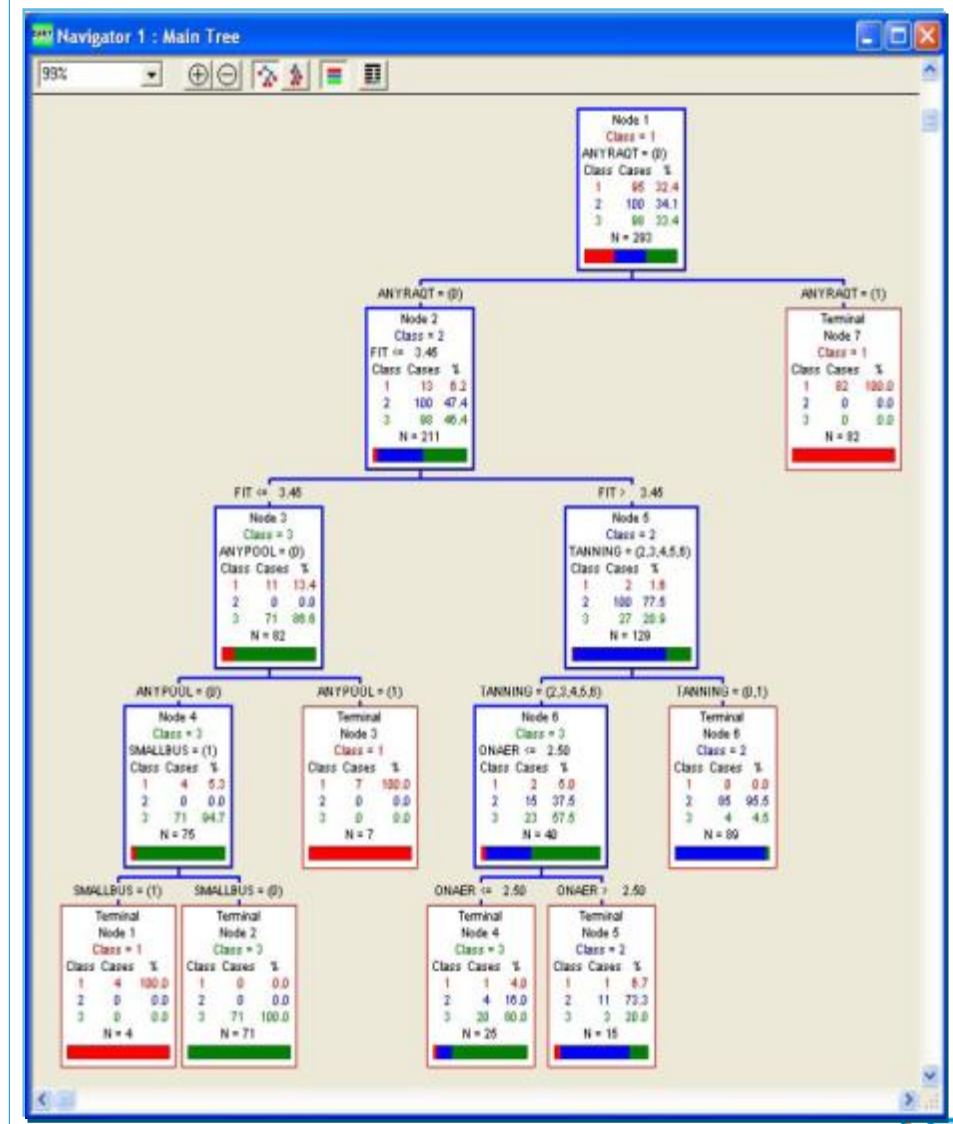 Navigator 1 : Main Tree
99%
Node 1
Class = 1
ANYRAQT = (0)
Class Cases %
1 95 32.4
2 100 34.1
3 98 33.4
N = 293
ANYRAQT = (0)
ANYRAQT = (1)
Node 2
Class = 2
FIT <= 3.45
Class Cases %
1 13 6.2
2 100 47.4
3 98 46.4
N = 211
Terminal
Node 7
Class = 1
Class Cases %
1 82 100.0
2 0 0.0
3 0 0.0
N = 82
FIT <= 3.45
FIT > 3.45
Node 3
Class = 3
ANYPOOL = (0)
Class Cases %
1 11 13.4
2 0 0.0
3 71 86.6
N = 82
Node 5
Class = 2
TANNING = (2,3,4,5,6)
Class Cases %
1 2 1.6
2 100 77.5
3 27 20.9
N = 129
ANYPOOL = (0)
ANYPOOL = (1)
TANNING = (2,3,4,5,6)
TANNING = (0,1)
Node 4
Class = 3
SMALLBUS = (1)
Class Cases %
1 4 5.3
2 0 0.0
3 71 94.7
N = 75
Terminal
Node 3
Class = 1
Class Cases %
1 7 100.0
2 0 0.0
3 0 0.0
N = 7
Node 6
Class = 3
ONAER <= 2.50
Class Cases %
1 2 5.0
2 15 37.5
3 23 57.5
N = 40
Terminal
Node 6
Class = 2
Class Cases %
1 0 0.0
2 85 95.5
3 4 4.5
N = 89
SMALLBUS = (1)
SMALLBUS = (0)
ONAER <= 2.50
ONAER > 2.50
Terminal
Node 1
Class = 1
Class Cases %
1 4 100.0
2 0 0.0
3 0 0.0
N = 4
Terminal
Node 2
Class = 3
Class Cases %
1 0 0.0
2 0 0.0
3 71 100.0
N = 71
Terminal
Node 4
Class = 3
Class Cases %
1 1 4.0
2 4 16.0
3 20 80.0
N = 25
Terminal
Node 5
Class = 2
Class Cases %
1 1 6.7
2 11 73.3
3 3 20.0
N = 15